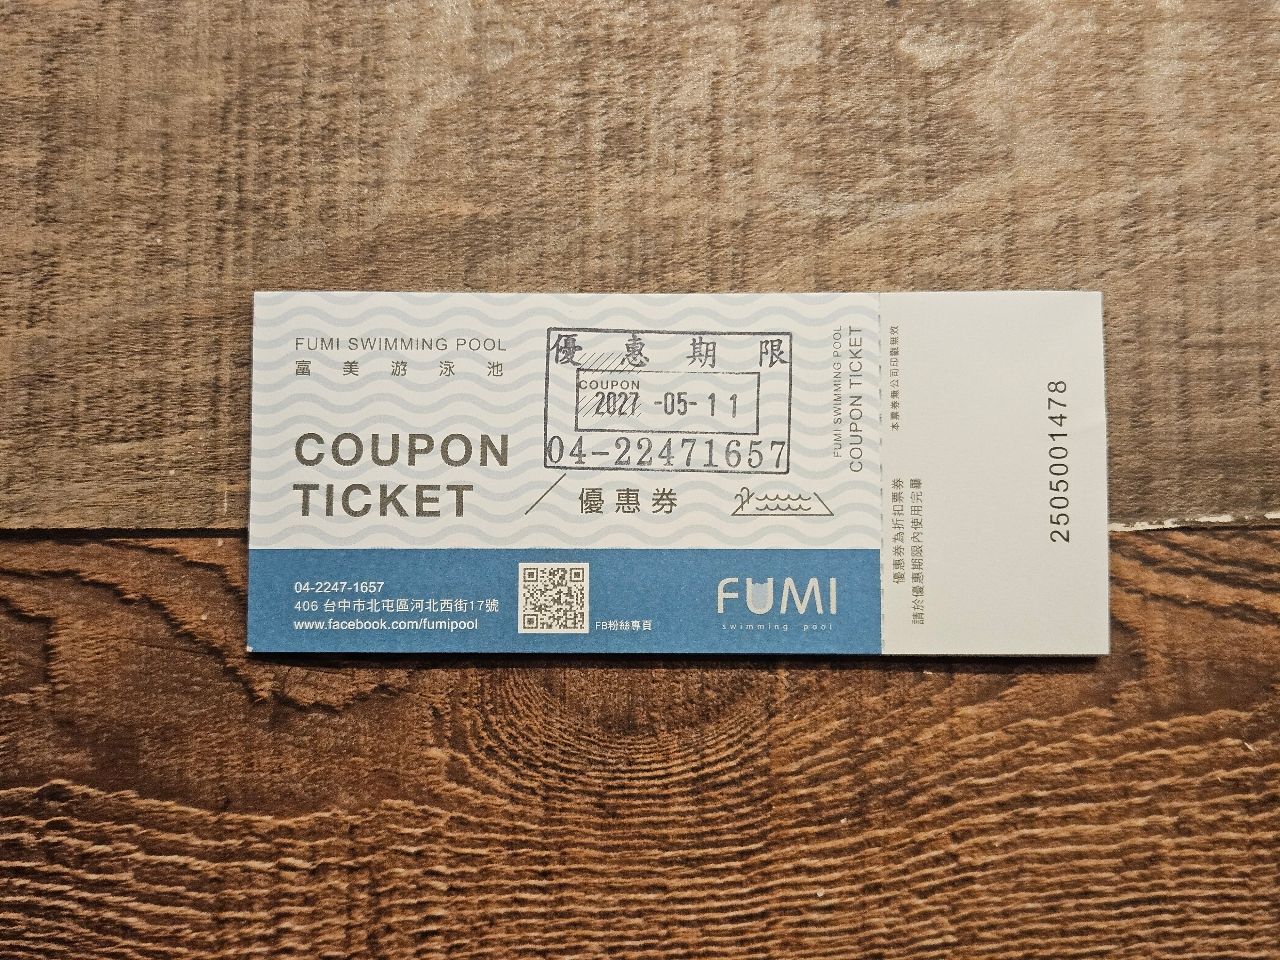 FUMI SWIMMING POOL
富美游泳池
COUPON
TICKET
優惠期限
COUPON
2027 -05-11
04-22471657
優惠券
04-2247-1657
406 台中市北屯區河北西街17號
www.facebook.com/fumipool
FB粉絲專頁
FUMI
swimming pool
FUMI SWIMMING POOL
COUPON TICKET
本票券無公司印戳無效
優惠券為折扣票券
請於優惠期限內使用完畢
2505001478